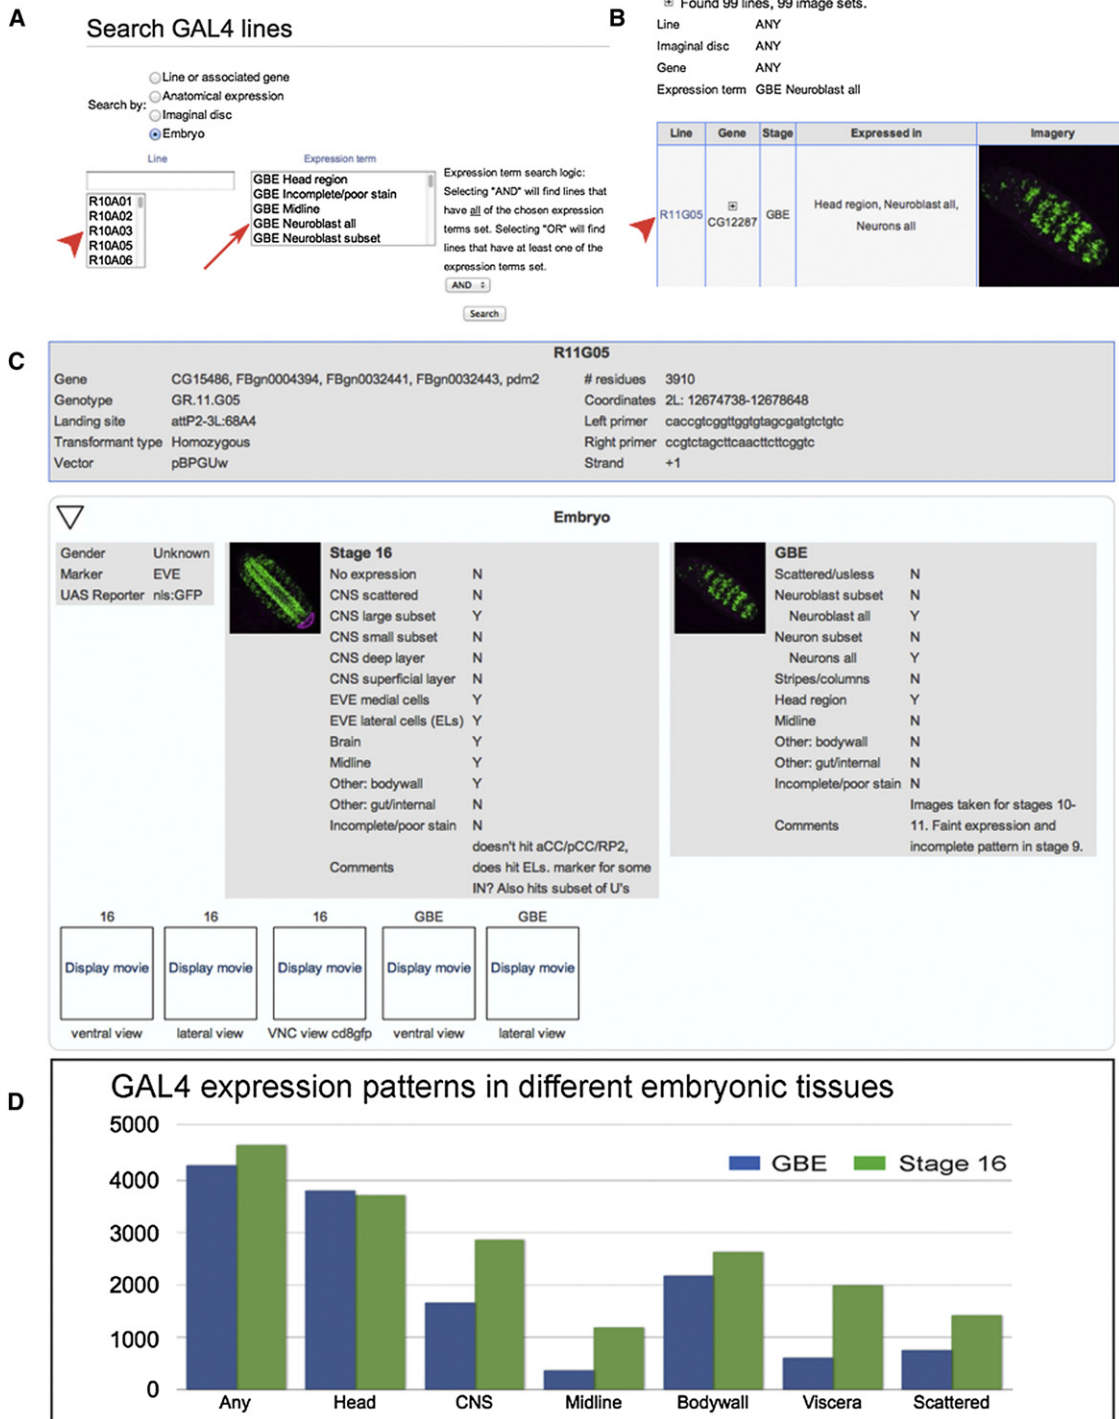 A
Search GAL4 lines
Search by:
Line or associated gene
Anatomical expression
Imaginal disc
Embryo
Line
R10A01
R10A02
R10A03
R10A05
R10A06
Expression term
GBE Head region
GBE Incomplete/poor stain
GBE Midline
GBE Neuroblast all
GBE Neuroblast subset
Expression term search logic:
Selecting "AND" will find lines that
have all of the chosen expression
terms set. Selecting "OR" will find
lines that have at least one of the
expression terms set.
AND
Search
B
Found 99 lines, 99 image sets.
Line ANY
Imaginal disc ANY
Gene ANY
Expression term GBE Neuroblast all
Line Gene Stage Expressed in Imagery
R11G05 CG12287 GBE Head region, Neuroblast all,
Neurons all
C
R11G05
Gene CG15486, FBgn0004394, FBgn0032441, FBgn0032443, pdm2 # residues 3910
Genotype GR.11.G05 Coordinates 2L: 12674738-12678648
Landing site attP2-3L:68A4 Left primer caccgtcggttggtgtagcgatgtctgtc
Transformant type Homozygous Right primer ccgtctagcttcaacttcttcggtc
Vector pBPGUw Strand +1
Embryo
Gender Unknown
Marker EVE
UAS Reporter nls:GFP
Stage 16
No expression N
CNS scattered N
CNS large subset Y
CNS small subset N
CNS deep layer N
CNS superficial layer N
EVE medial cells Y
EVE lateral cells (ELs) Y
Brain Y
Midline Y
Other: bodywall Y
Other: gut/internal N
Incomplete/poor stain N
Comments
doesn't hit aCC/pCC/RP2,
does hit ELs. marker for some
IN? Also hits subset of U's
GBE
Scattered/usless N
Neuroblast subset N
Neuroblast all Y
Neuron subset N
Neurons all Y
Stripes/columns N
Head region Y
Midline N
Other: bodywall N
Other: gut/internal N
Incomplete/poor stain N
Comments
Images taken for stages 10-
11. Faint expression and
incomplete pattern in stage 9.
16 16 16 GBE GBE
Display movie Display movie Display movie Display movie Display movie
ventral view lateral view VNC view cd8gfp ventral view lateral view
D
GAL4 expression patterns in different embryonic tissues
GBE Stage 16
5000
4000
3000
2000
1000
0
Any Head CNS Midline Bodywall Viscera Scattered